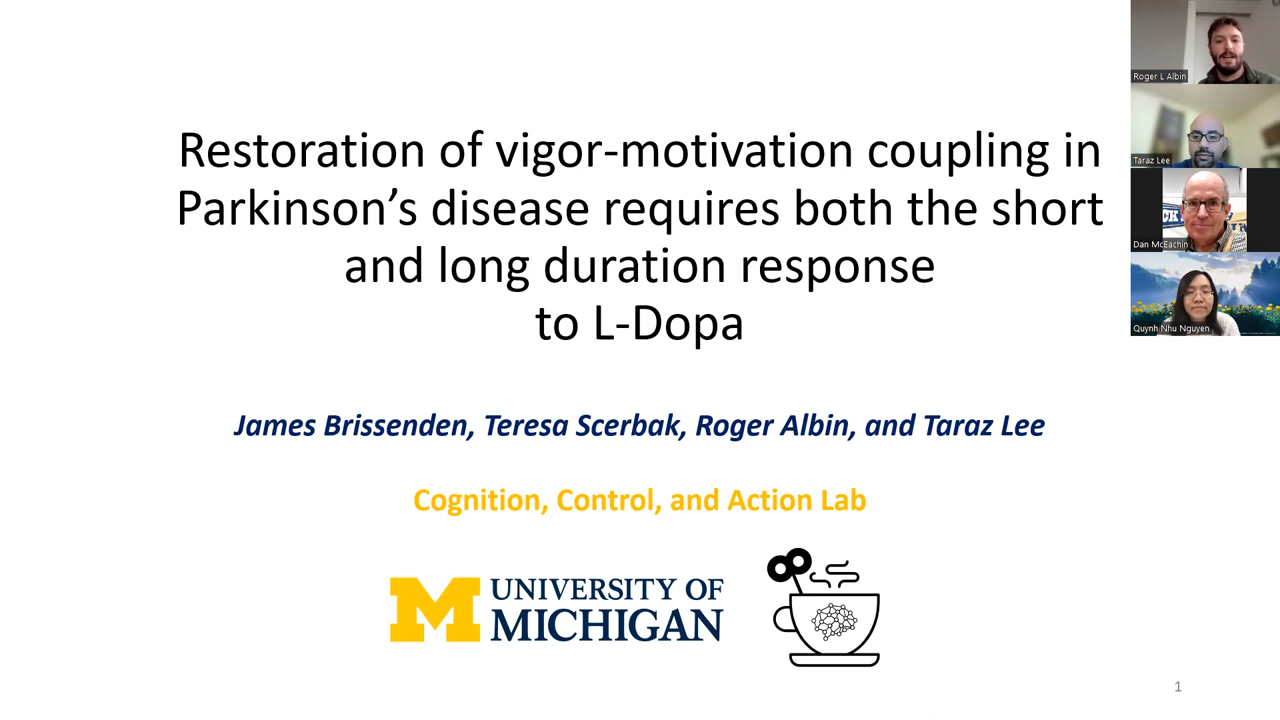 Restoration of vigor-motivation coupling in
Parkinson’s disease requires both the short
and long duration response
to L-Dopa
James Brissenden, Teresa Scerbak, Roger Albin, and Taraz Lee
Cognition, Control, and Action Lab
M UNIVERSITY OF
MICHIGAN
1
Roger L Albin
Taraz Lee
Dan McEachin
Quynh Nhu Nguyen